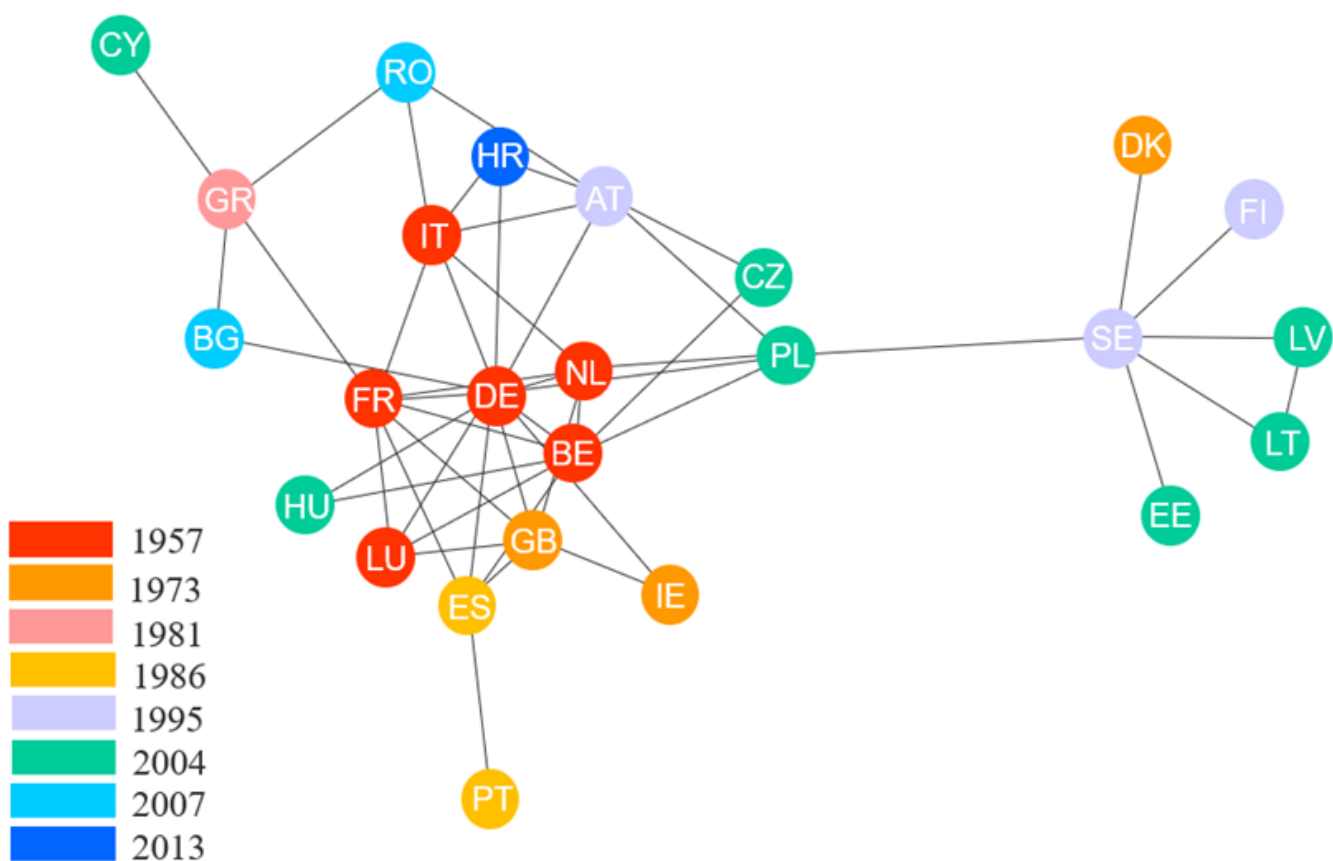 CY
RO
DK
HR
AT
GR
FI
IT
CZ
BG
SE
LV
PL
NL
FR
DE
LT
BE
HU
EE
GB
LU
IE
ES
PT
1957
1973
1981
1986
1995
2004
2007
2013